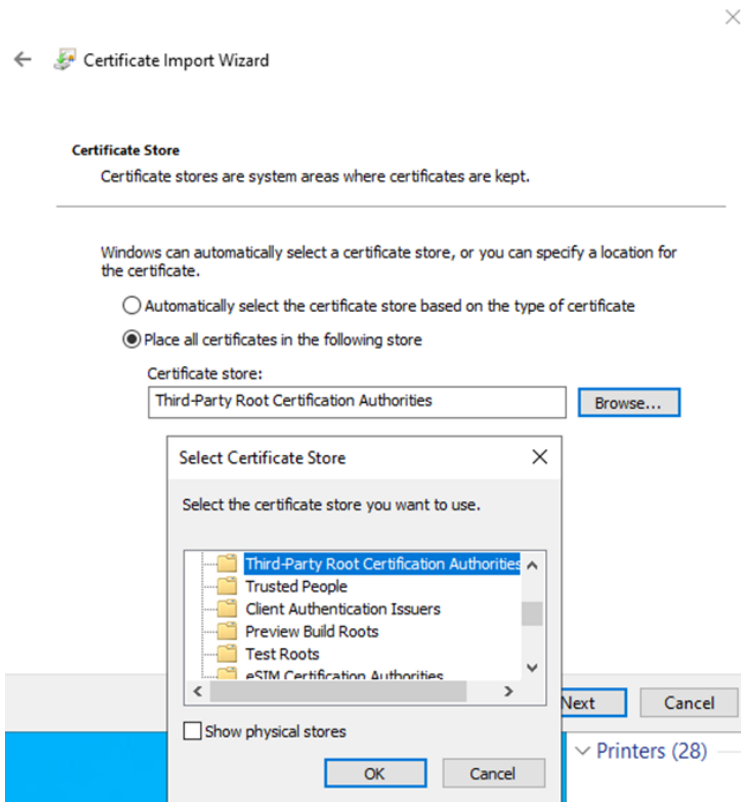 Certificate Import Wizard
Certificate Store
Certificate stores are system areas where certificates are kept.
Windows can automatically select a certificate store, or you can specify a location for
the certificate.
Automatically select the certificate store based on the type of certificate
Place all certificates in the following store
Certificate store:
Third-Party Root Certification Authorities
Browse...
Select Certificate Store
Select the certificate store you want to use.
Third-Party Root Certification Authorities
Trusted People
Client Authentication Issuers
Preview Build Roots
Test Roots
eSIM Certification Authorities
Show physical stores
OK
Cancel
Next
Cancel
Printers (28)